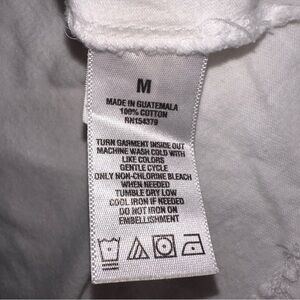 M
MADE IN GUATEMALA
100% COTTON
RN154379
TURN GARMENT INSIDE OUT
MACHINE WASH COLD WITH
LIKE COLORS
GENTLE CYCLE
ONLY NON-CHLORINE BLEACH
WHEN NEEDED
TUMBLE DRY LOW
COOL IRON IF NEEDED
DO NOT IRON ON
EMBELLISHMENT